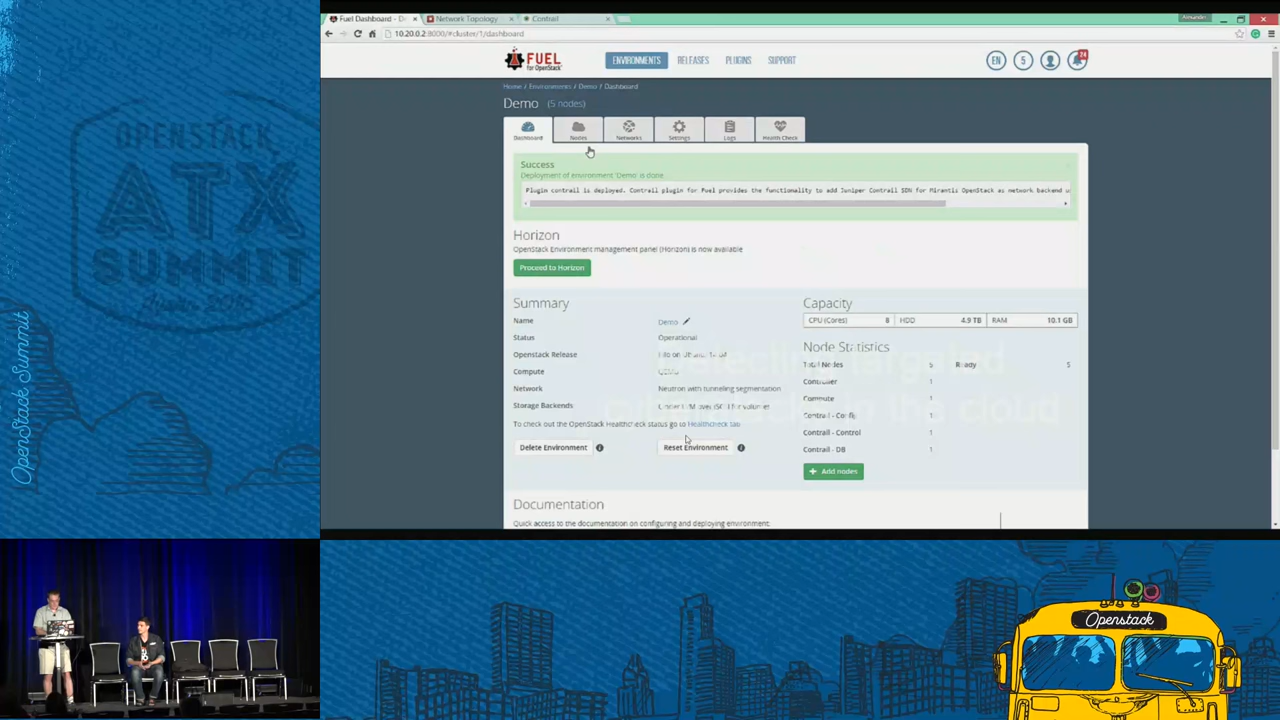 Fuel Dashboard - De
Network Topology
Contrail
Alexander
10.20.0.2:8000/#cluster/1/dashboard
FUEL
for OpenStack
ENVIRONMENTS
RELEASES
PLUGINS
SUPPORT
EN
5
24
Home / Environments / Demo / Dashboard
Demo (5 nodes)
Dashboard
Nodes
Networks
Settings
Logs
Health Check
Success
Deployment of environment 'Demo' is done.
Plugin contrail is deployed. Contrail plugin for Fuel provides the functionality to add Juniper Contrail SDN for Mirantis OpenStack as network backend u
Horizon
OpenStack Environment management panel (Horizon) is now available
Proceed to Horizon
Summary
Name Demo
Status Operational
Openstack Release
Compute
Network Neutron with tunneling segmentation
Storage Backends
To check out the OpenStack Healthcheck status go to Healthcheck tab
Delete Environment
Reset Environment
Capacity
CPU (Cores) 8 HDD 4.9 TB RAM 10.1 GB
Node Statistics
Total Nodes 5 Ready 5
Controller 1
Compute 1
Contrail - Config 1
Contrail - Control 1
Contrail - DB 1
+ Add nodes
Documentation
Quick access to the documentation on configuring and deploying environment:
OPENSTACK
ATX
SUMMIT
OpenStack Summit
Openstack